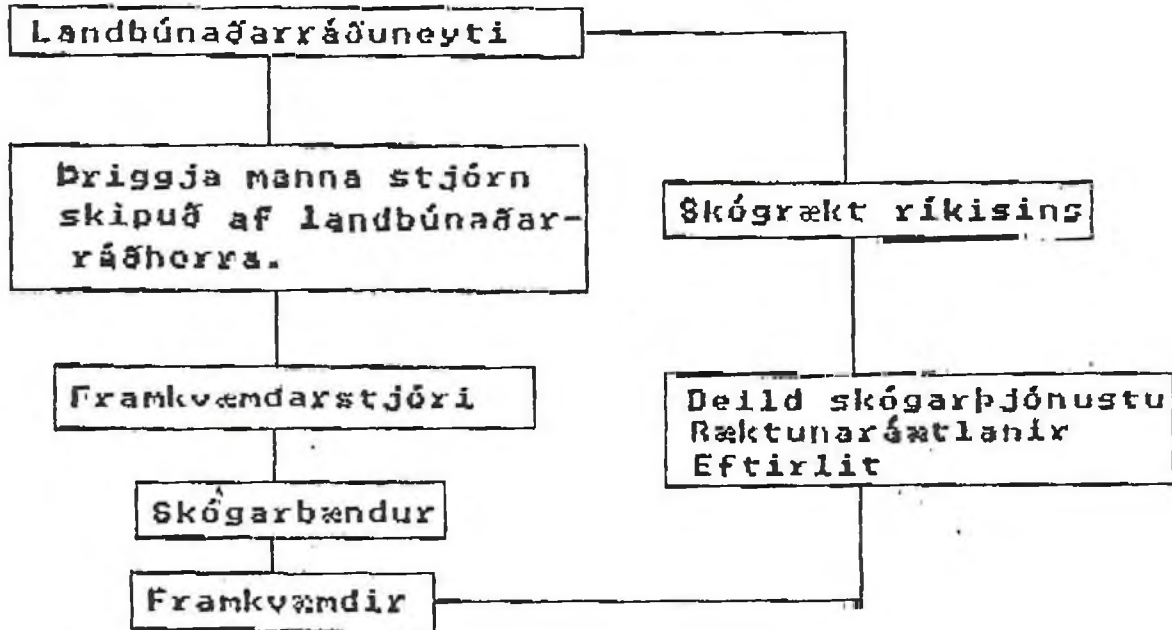 Landbúnaðarráðuneyti
Þriggja manna stjórn
skipuð af landbúnaðar-
ráðherra.
Skógrækt ríkisins
Framkvæmdarstjóri
Deild skógarþjónustu
Ræktunaráætlanir
Eftirlit
Skógarbændur
Framkvæmdir